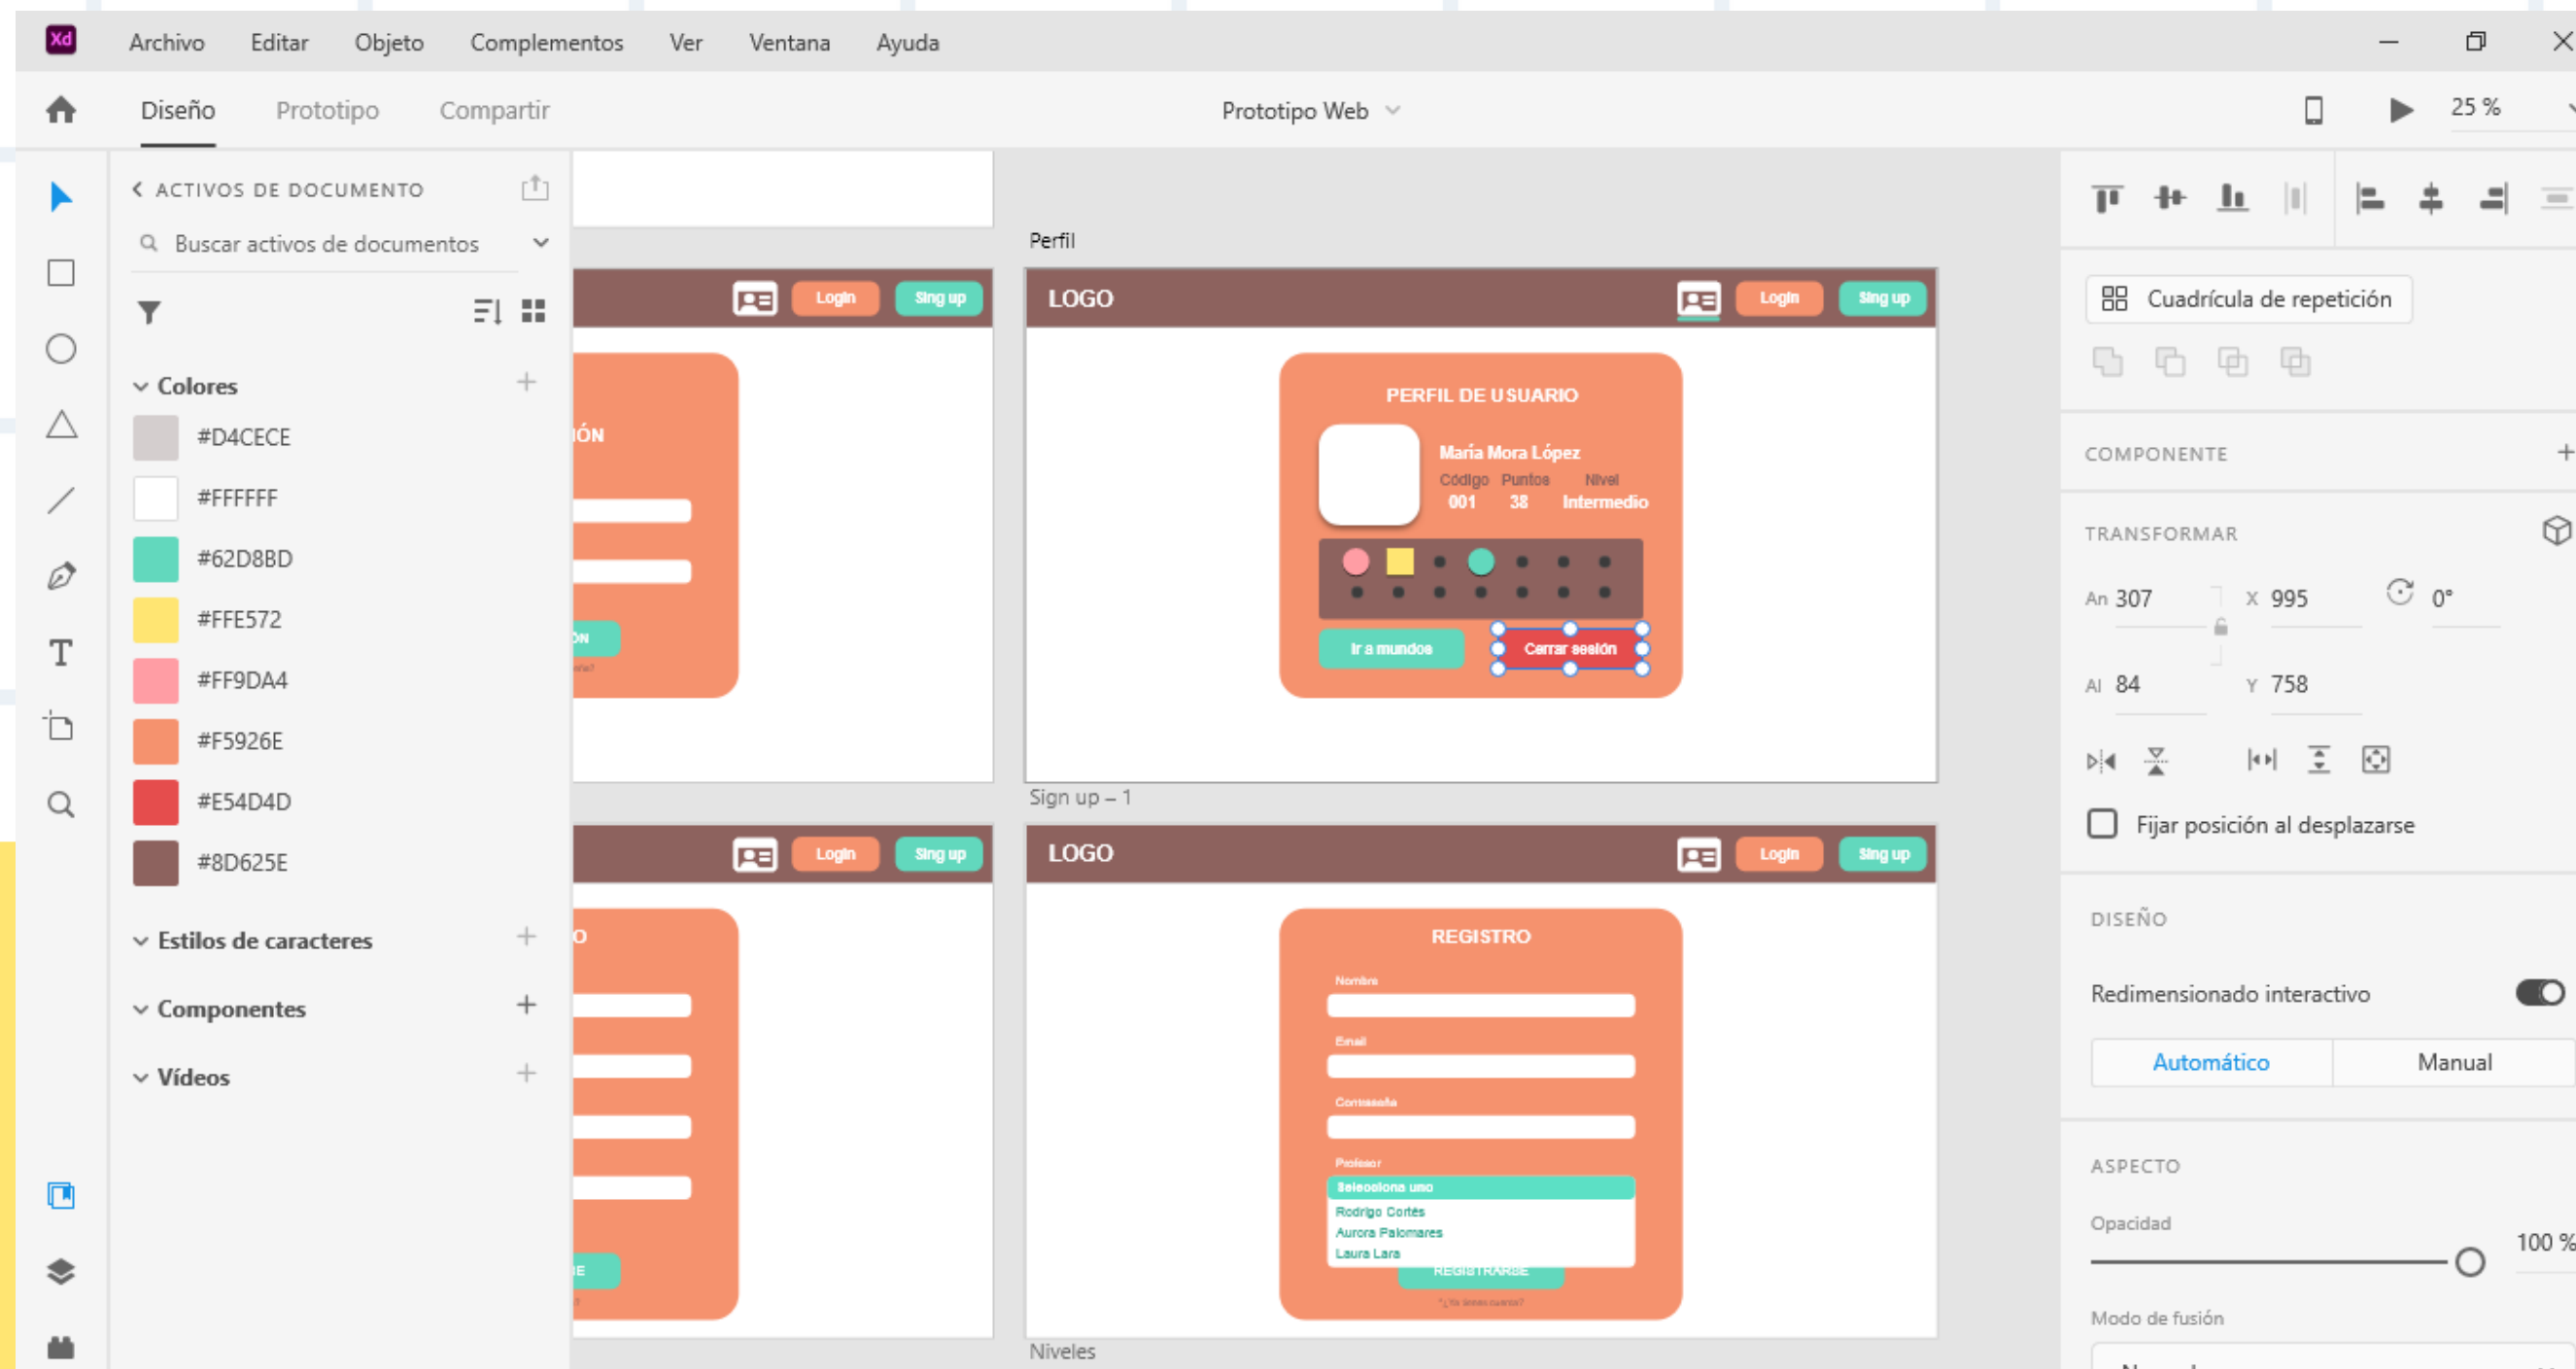 Xd Archivo Editar Objeto Complementos Ver Ventana Ayuda
Diseño Prototipo Compartir Prototipo Web 25 %
ACTIVOS DE DOCUMENTO
Buscar activos de documentos
Colores
#D4CECE
#FFFFFF
#62D8BD
#FFE572
#FF9DA4
#F5926E
#E54D4D
#8D625E
Estilos de caracteres
Componentes
Vídeos
Login Sing up
IÓN
ÓN
Login Sing up
O
E
Perfil
LOGO Login Sing up
PERFIL DE USUARIO
María Mora López
Código Puntos Nivel
001 38 Intermedio
Ir a mundos Cerrar sesión
Sign up – 1
LOGO Login Sing up
REGISTRO
Nombre
Email
Contraseña
Profesor
Selecciona uno
Rodrigo Cortés
Aurora Palomares
Laura Lara
REGISTRARSE
*¿Ya tienes cuenta?
Niveles
Cuadrícula de repetición
COMPONENTE
TRANSFORMAR
An 307 X 995 0°
Al 84 Y 758
Fijar posición al desplazarse
DISEÑO
Redimensionado interactivo
Automático Manual
ASPECTO
Opacidad
100 %
Modo de fusión